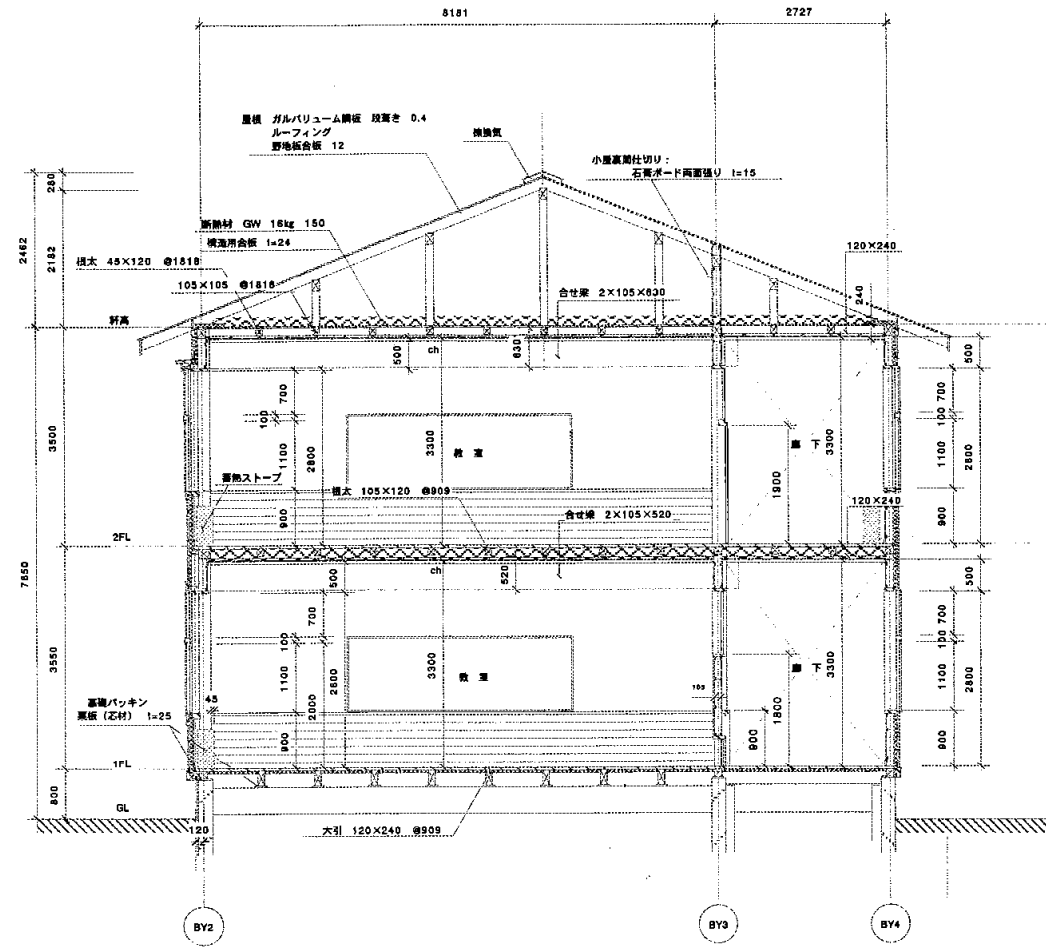 8181
2727
屋根 ガルバリューム鋼板 段葺き 0.4
ルーフィング
野地板合板 12
棟換気
小屋裏間仕切り:
石膏ボード両面張り t=15
280
2462
2182
断熱材 GW 16kg 150
構造用合板 t=24
根太 45×120 @1818
105×105 @1818
120×240
合せ梁 2×105×630
240
軒高
500
ch
630
500
700
100
1100
2800
3300
教室
廊下
3300
1900
700
100
1100
2800
3500
蓄熱ストーブ
根太 105×120 @909
120×240
900
合せ梁 2×105×520
900
2FL
7850
ch
500
520
500
700
100
1100
2000
2800
3300
教室
廊下
3300
1800
700
100
1100
2800
3550
45
105
基礎パッキン
栗板(芯材) t=25
900
900
900
1FL
800
GL
120
大引 120×240 @909
BY2
BY3
BY4